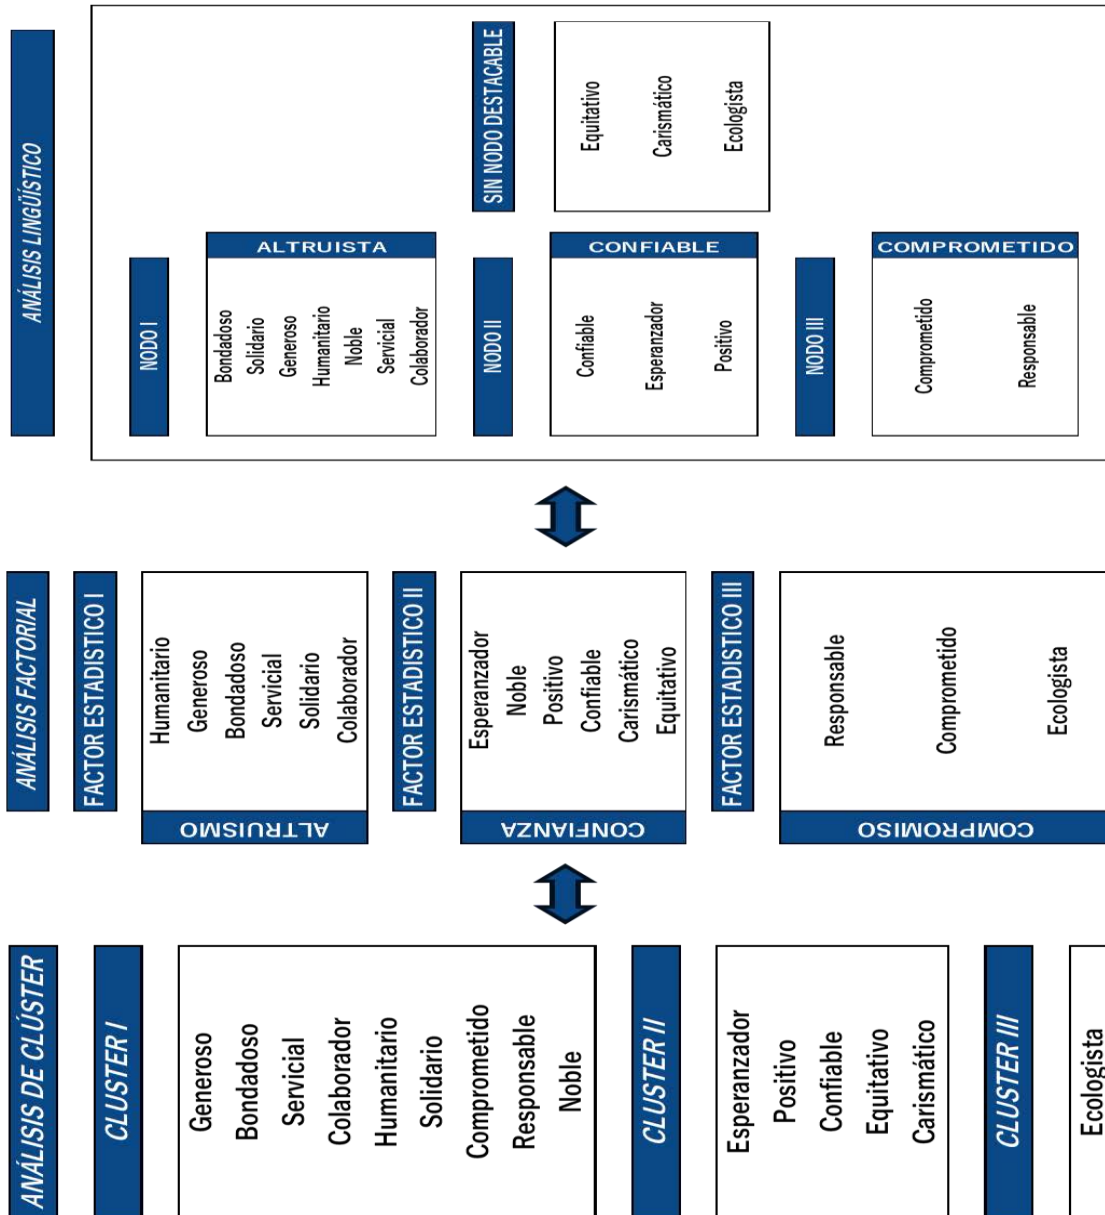 ANÁLISIS DE CLÚSTER
CLUSTER I
Generoso
Bondadoso
Servicial
Colaborador
Humanitario
Solidario
Comprometido
Responsable
Noble
CLUSTER II
Esperanzador
Positivo
Confiable
Equitativo
Carismático
CLUSTER III
Ecologista
ANÁLISIS FACTORIAL
FACTOR ESTADISTICO I
ALTRUISMO
Humanitario
Generoso
Bondadoso
Servicial
Solidario
Colaborador
FACTOR ESTADISTICO II
CONFIANZA
Esperanzador
Noble
Positivo
Confiable
Carismático
Equitativo
FACTOR ESTADISTICO III
COMPROMISO
Responsable
Comprometido
Ecologista
ANÁLISIS LINGÜÍSTICO
NODO I
ALTRUISTA
Bondadoso
Solidario
Generoso
Humanitario
Noble
Servicial
Colaborador
NODO II
CONFIABLE
Confiable
Esperanzador
Positivo
NODO III
COMPROMETIDO
Comprometido
Responsable
SIN NODO DESTACABLE
Equitativo
Carismático
Ecologista